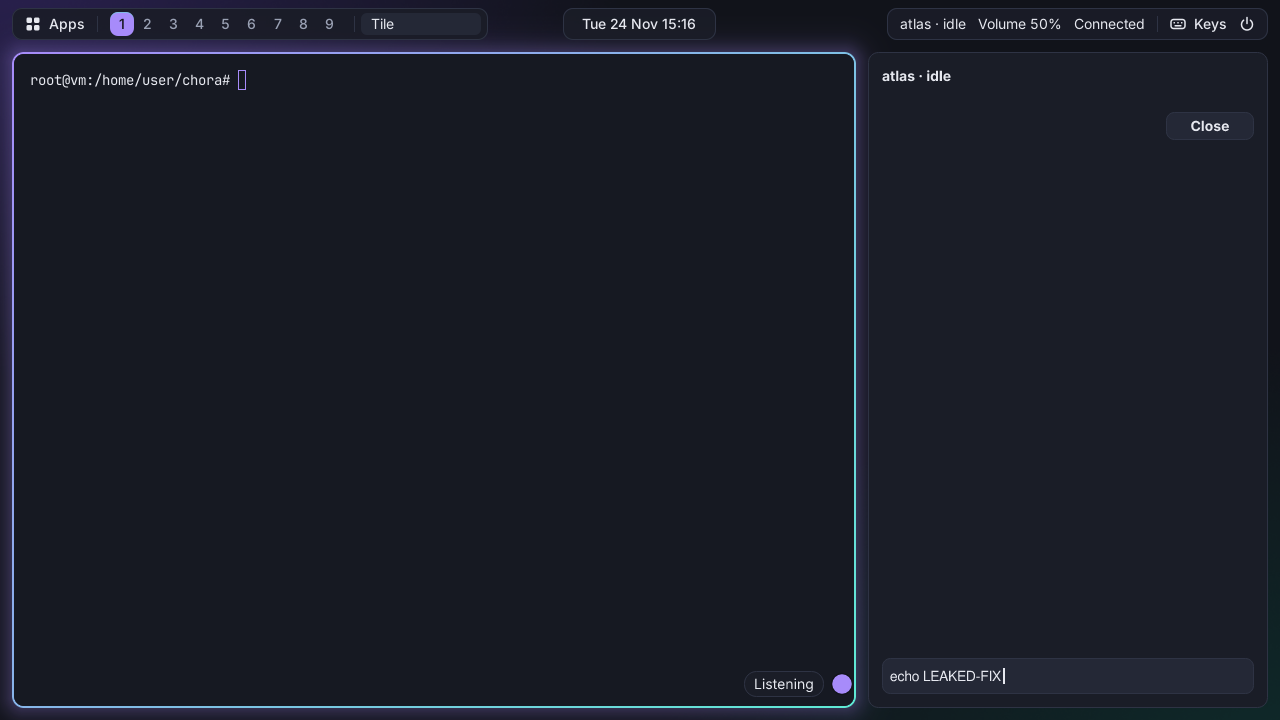 Apps 1 2 3 4 5 6 7 8 9 Tile Tue 24 Nov 15:16 atlas · idle Volume 50% Connected Keys
root@vm:/home/user/chora#
atlas · idle
Close
echo LEAKED-FIX
Listening